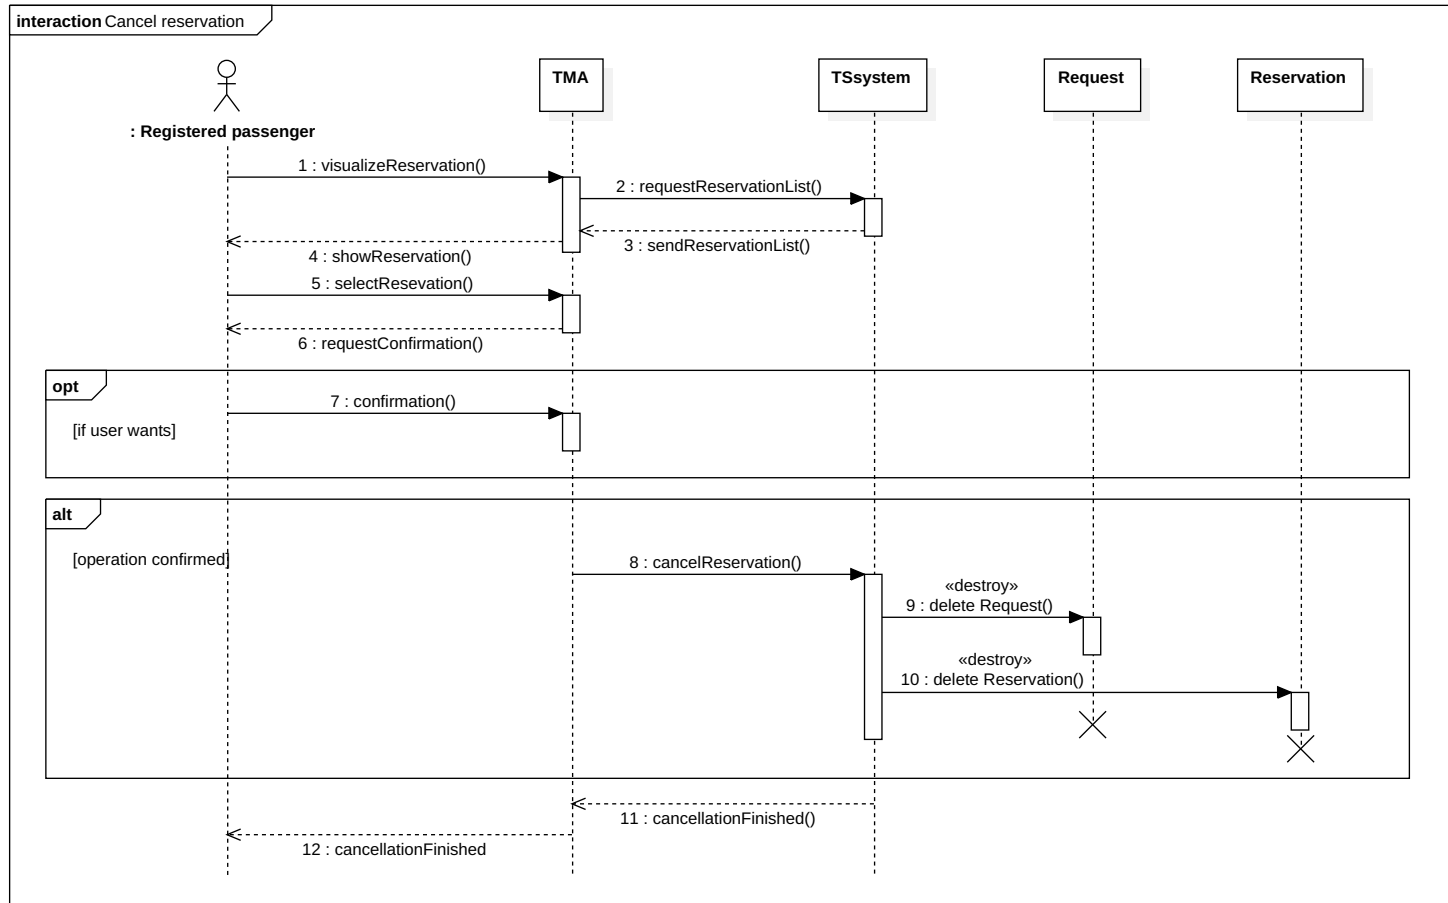 interaction Cancel reservation
TMA
TSsystem
Request
Reservation
: Registered passenger
1 : visualizeReservation()
2 : requestReservationList()
3 : sendReservationList()
4 : showReservation()
5 : selectResevation()
6 : requestConfirmation()
opt
7 : confirmation()
[if user wants]
alt
[operation confirmed]
8 : cancelReservation()
«destroy»
9 : delete Request()
«destroy»
10 : delete Reservation()
11 : cancellationFinished()
12 : cancellationFinished